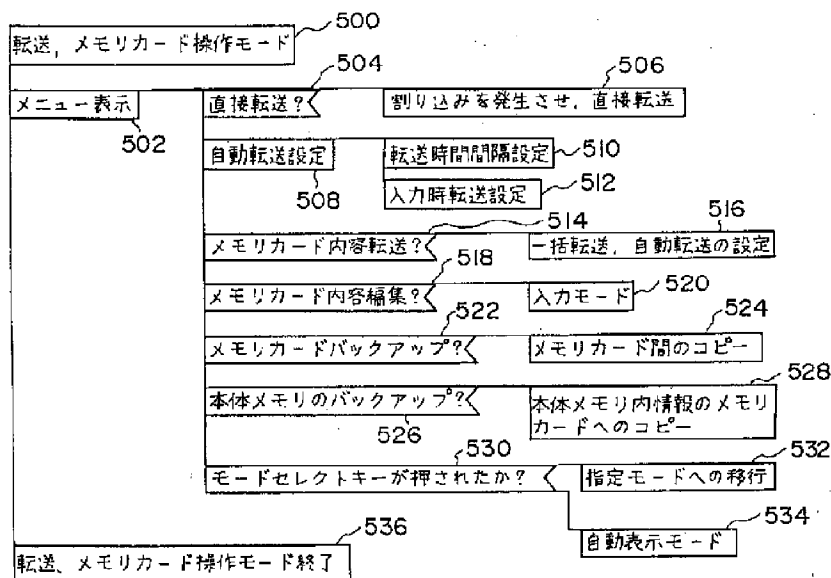 500
転送，メモリカード操作モード
504
506
メニュー表示
直接転送？
割り込みを発生させ，直接転送
502
自動転送設定
転送時間間隔設定
510
508
入力時転送設定
512
514
516
メモリカード内容転送？
一括転送，自動転送の設定
518
メモリカード内容編集？
入力モード
520
522
524
メモリカードバックアップ？
メモリカード間のコピー
528
本体メモリのバックアップ？
本体メモリ内情報のメモリ
カードへのコピー
526
530
532
モードセレクトキーが押されたか？
指定モードへの移行
534
自動表示モード
536
転送、メモリカード操作モード終了